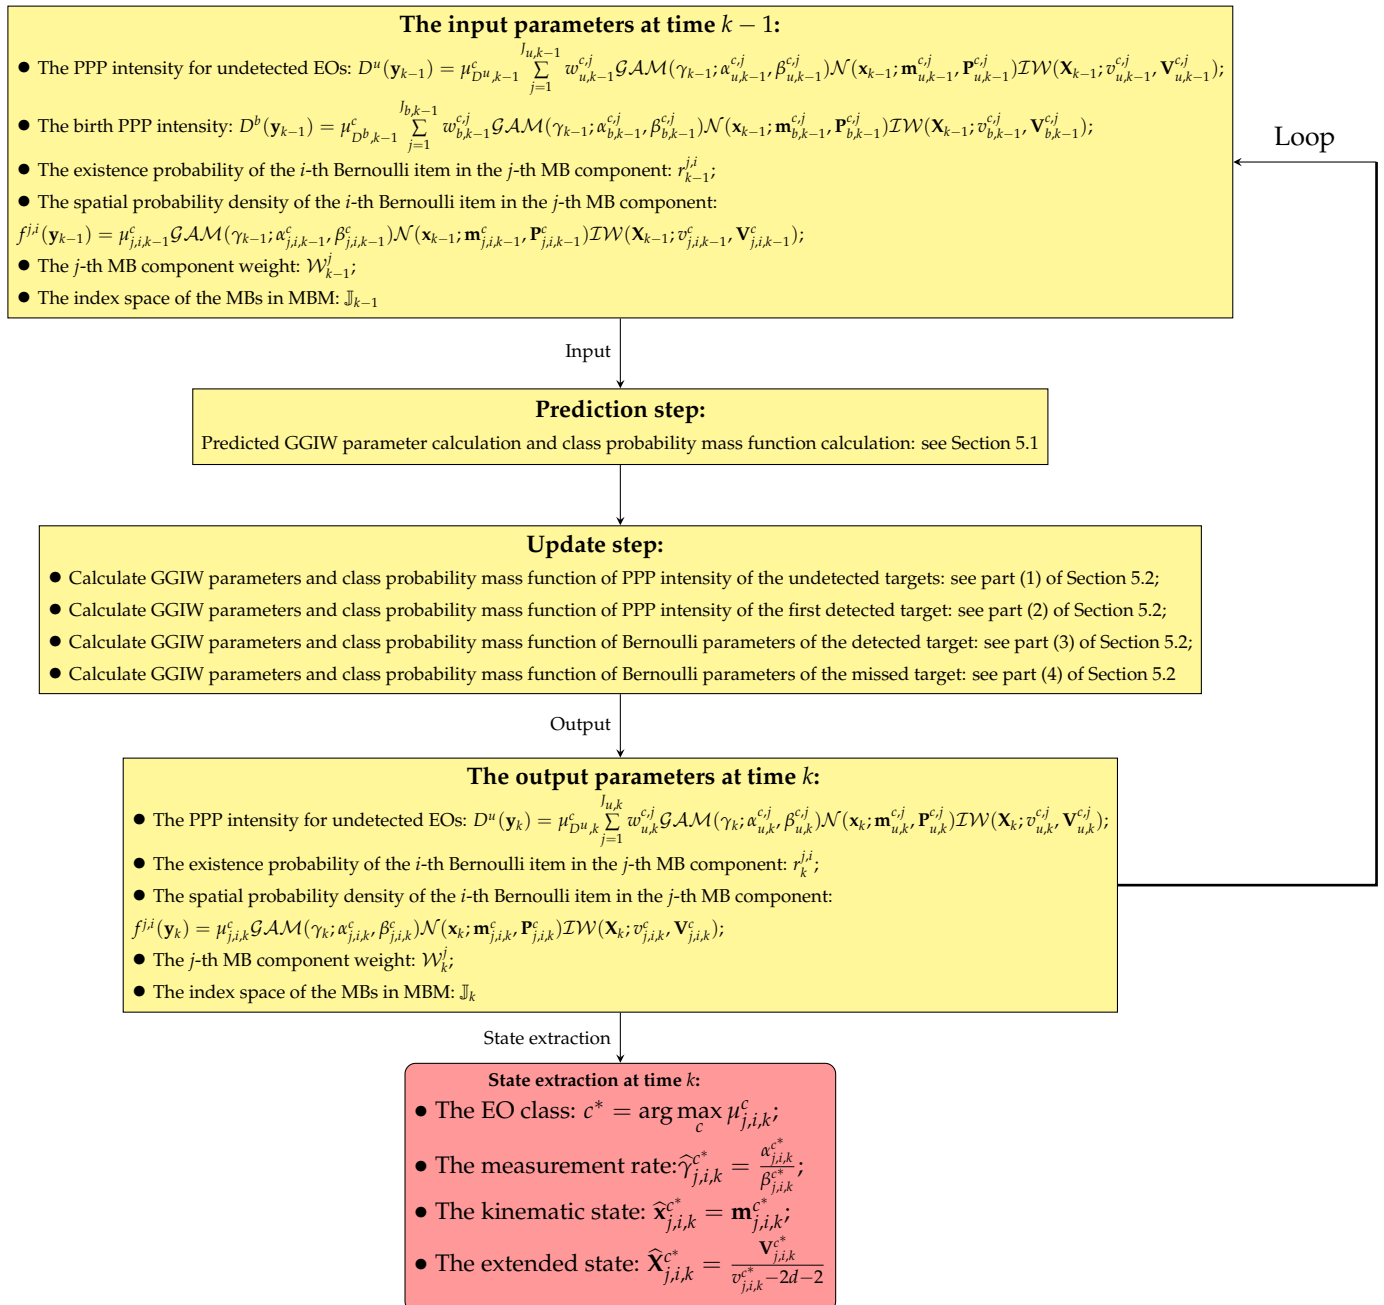 The input parameters at time k − 1:
● The PPP intensity for undetected EOs: D^u(y_{k−1}) = μ^c_{D^u,k−1} ∑_{j=1}^{J_{u,k−1}} w^{c,j}_{u,k−1} 𝒢𝒜ℳ(γ_{k−1}; α^{c,j}_{u,k−1}, β^{c,j}_{u,k−1}) 𝒩(x_{k−1}; m^{c,j}_{u,k−1}, P^{c,j}_{u,k−1}) ℐ𝒲(X_{k−1}; v^{c,j}_{u,k−1}, V^{c,j}_{u,k−1});
● The birth PPP intensity: D^b(y_{k−1}) = μ^c_{D^b,k−1} ∑_{j=1}^{J_{b,k−1}} w^{c,j}_{b,k−1} 𝒢𝒜ℳ(γ_{k−1}; α^{c,j}_{b,k−1}, β^{c,j}_{b,k−1}) 𝒩(x_{k−1}; m^{c,j}_{b,k−1}, P^{c,j}_{b,k−1}) ℐ𝒲(X_{k−1}; v^{c,j}_{b,k−1}, V^{c,j}_{b,k−1});
● The existence probability of the i-th Bernoulli item in the j-th MB component: r^{j,i}_{k−1};
● The spatial probability density of the i-th Bernoulli item in the j-th MB component:
f^{j,i}(y_{k−1}) = μ^c_{j,i,k−1} 𝒢𝒜ℳ(γ_{k−1}; α^c_{j,i,k−1}, β^c_{j,i,k−1}) 𝒩(x_{k−1}; m^c_{j,i,k−1}, P^c_{j,i,k−1}) ℐ𝒲(X_{k−1}; v^c_{j,i,k−1}, V^c_{j,i,k−1});
● The j-th MB component weight: 𝒲^j_{k−1};
● The index space of the MBs in MBM: 𝕁_{k−1}
Loop
Input
Prediction step:
Predicted GGIW parameter calculation and class probability mass function calculation: see Section 5.1
Update step:
● Calculate GGIW parameters and class probability mass function of PPP intensity of the undetected targets: see part (1) of Section 5.2;
● Calculate GGIW parameters and class probability mass function of PPP intensity of the first detected target: see part (2) of Section 5.2;
● Calculate GGIW parameters and class probability mass function of Bernoulli parameters of the detected target: see part (3) of Section 5.2;
● Calculate GGIW parameters and class probability mass function of Bernoulli parameters of the missed target: see part (4) of Section 5.2
Output
The output parameters at time k:
● The PPP intensity for undetected EOs: D^u(y_k) = μ^c_{D^u,k} ∑_{j=1}^{J_{u,k}} w^{c,j}_{u,k} 𝒢𝒜ℳ(γ_k; α^{c,j}_{u,k}, β^{c,j}_{u,k}) 𝒩(x_k; m^{c,j}_{u,k}, P^{c,j}_{u,k}) ℐ𝒲(X_k; v^{c,j}_{u,k}, V^{c,j}_{u,k});
● The existence probability of the i-th Bernoulli item in the j-th MB component: r^{j,i}_k;
● The spatial probability density of the i-th Bernoulli item in the j-th MB component:
f^{j,i}(y_k) = μ^c_{j,i,k} 𝒢𝒜ℳ(γ_k; α^c_{j,i,k}, β^c_{j,i,k}) 𝒩(x_k; m^c_{j,i,k}, P^c_{j,i,k}) ℐ𝒲(X_k; v^c_{j,i,k}, V^c_{j,i,k});
● The j-th MB component weight: 𝒲^j_k;
● The index space of the MBs in MBM: 𝕁_k
State extraction
State extraction at time k:
● The EO class: c* = arg max_c μ^c_{j,i,k};
● The measurement rate: γ̂^{c*}_{j,i,k} = α^{c*}_{j,i,k} / β^{c*}_{j,i,k};
● The kinematic state: x̂^{c*}_{j,i,k} = m^{c*}_{j,i,k};
● The extended state: X̂^{c*}_{j,i,k} = V^{c*}_{j,i,k} / (v^{c*}_{j,i,k} − 2d − 2)